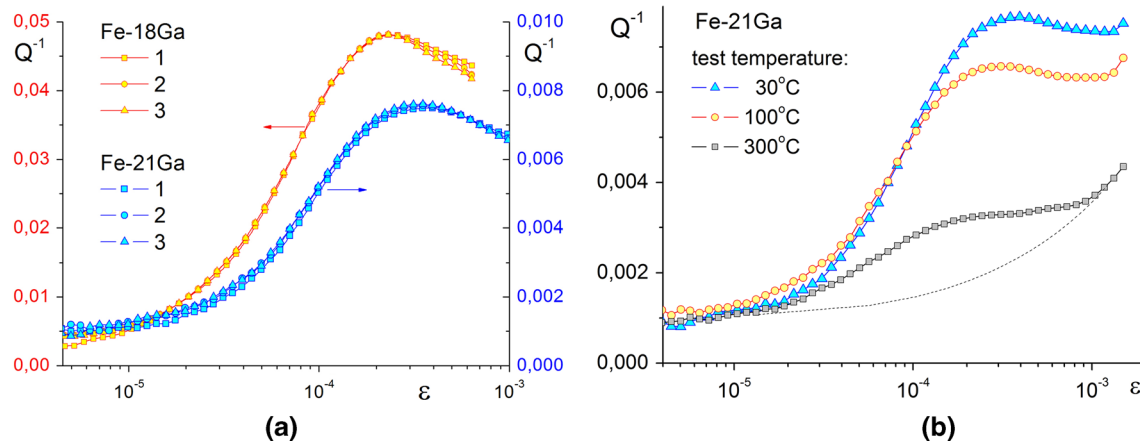 0,05
0,04
0,03
0,02
0,01
0,00
Q⁻¹
Fe-18Ga
1
2
3
Fe-21Ga
1
2
3
Q⁻¹
0,010
0,008
0,006
0,004
0,002
0,000
10⁻⁵
10⁻⁴
ε
10⁻³
(a)
Q⁻¹
0,006
0,004
0,002
0,000
Fe-21Ga
test temperature:
30°C
100°C
300°C
10⁻⁵
10⁻⁴
10⁻³
ε
(b)